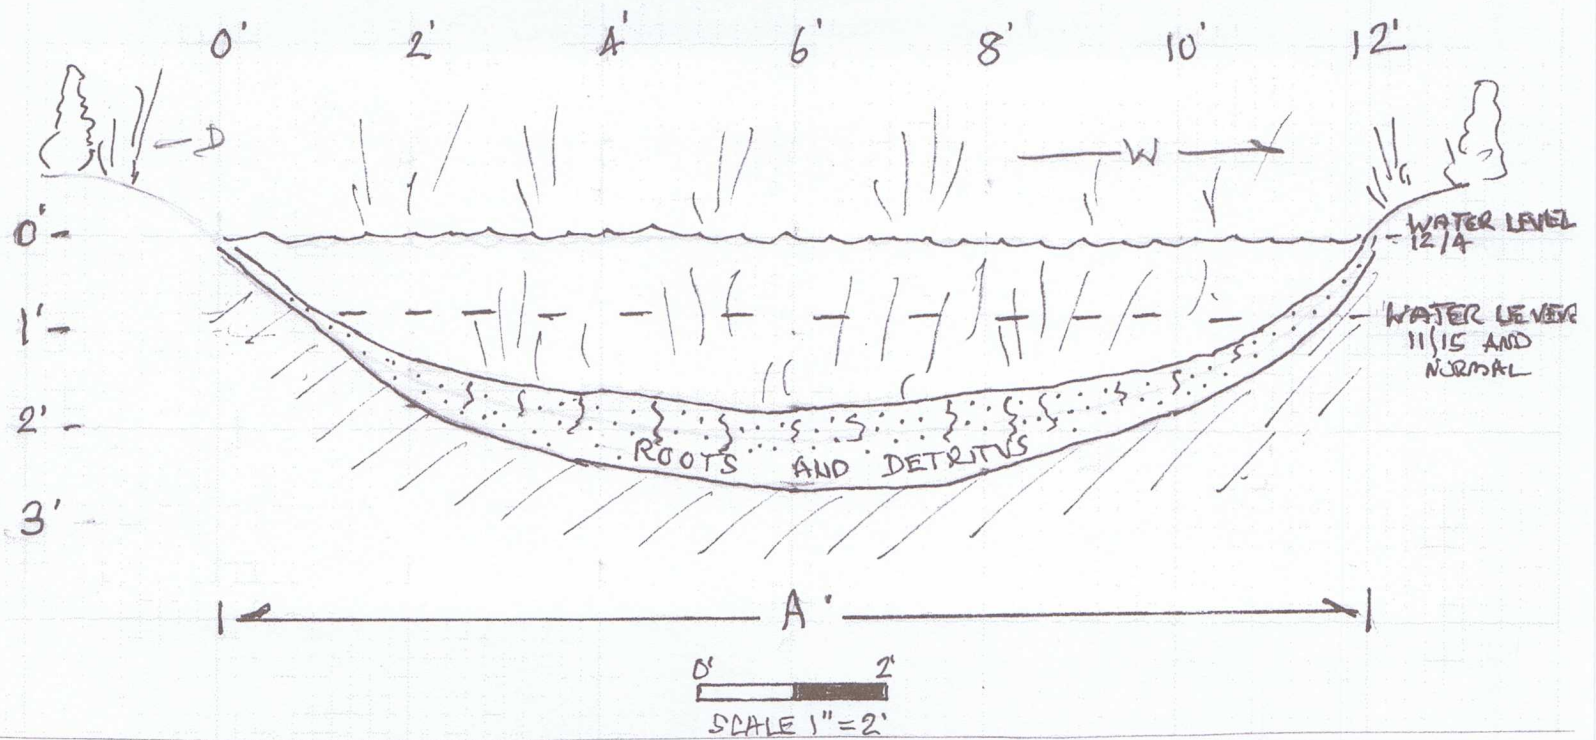 0' 2' 4' 6' 8' 10' 12'
D
W
0'
WATER LEVEL
12/4
1'
WATER LEVEL
11/15 AND
NORMAL
2'
ROOTS AND DETRITUS
3'
A'
0' 2'
SCALE 1"=2'